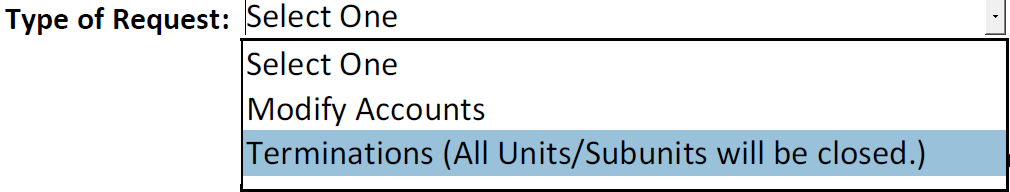 Type of Request: Select One
Select One
Modify Accounts
Terminations (All Units/Subunits will be closed.)